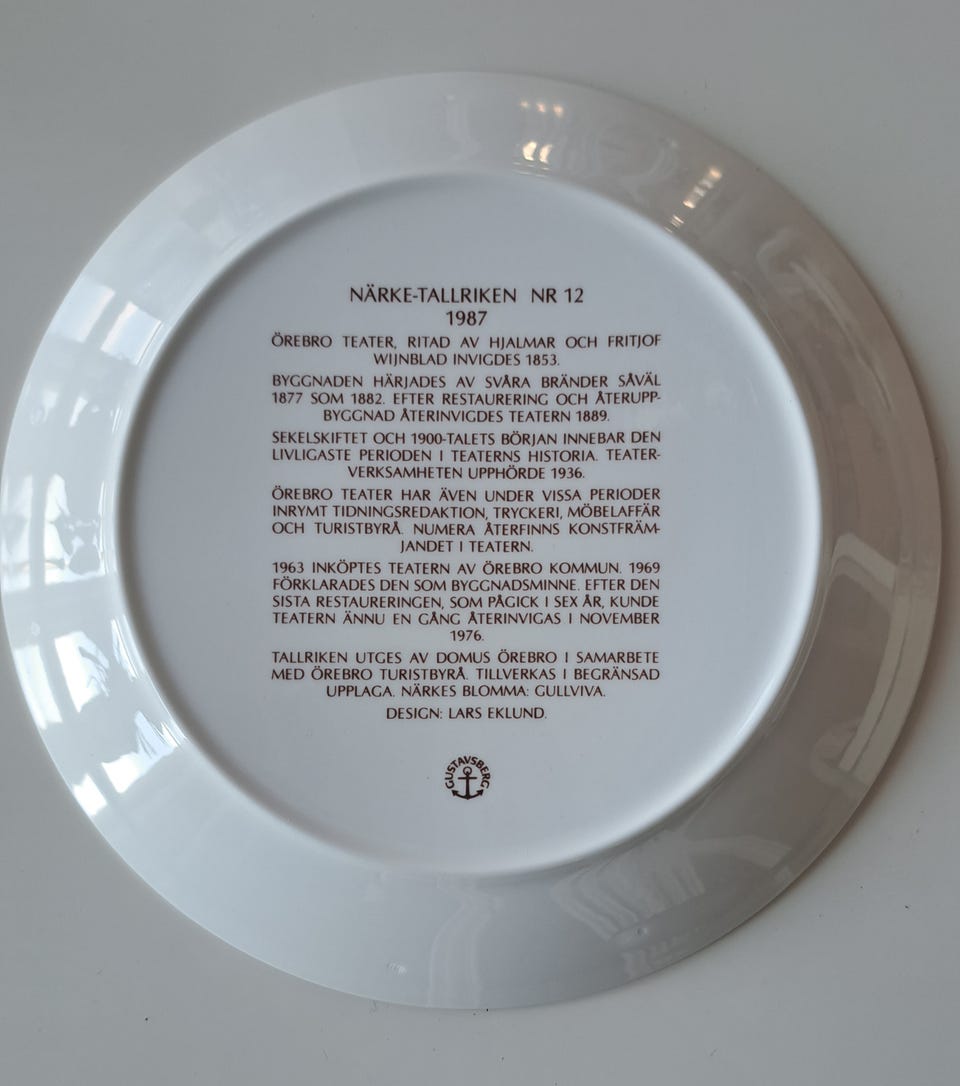 NÄRKE-TALLRIKEN NR 12
1987
ÖREBRO TEATER, RITAD AV HJALMAR OCH FRITJOF
WIJNBLAD INVIGDES 1853.
BYGGNADEN HÄRJADES AV SVÅRA BRÄNDER SÅVÄL
1877 SOM 1882. EFTER RESTAURERING OCH ÅTERUPP-
BYGGNAD ÅTERINVIGDES TEATERN 1889.
SEKELSKIFTET OCH 1900-TALETS BÖRJAN INNEBAR DEN
LIVLIGASTE PERIODEN I TEATERNS HISTORIA. TEATER-
VERKSAMHETEN UPPHÖRDE 1936.
ÖREBRO TEATER HAR ÄVEN UNDER VISSA PERIODER
INRYMT TIDNINGSREDAKTION, TRYCKERI, MÖBELAFFÄR
OCH TURISTBYRÅ. NUMERA ÅTERFINNS KONSTFRÄM-
JANDET I TEATERN.
1963 INKÖPTES TEATERN AV ÖREBRO KOMMUN. 1969
FÖRKLARADES DEN SOM BYGGNADSMINNE. EFTER DEN
SISTA RESTAURERINGEN, SOM PÅGICK I SEX ÅR, KUNDE
TEATERN ÄNNU EN GÅNG ÅTERINVIGAS I NOVEMBER
1976.
TALLRIKEN UTGES AV DOMUS ÖREBRO I SAMARBETE
MED ÖREBRO TURISTBYRÅ. TILLVERKAS I BEGRÄNSAD
UPPLAGA. NÄRKES BLOMMA: GULLVIVA.
DESIGN: LARS EKLUND.
GUSTAVSBERG